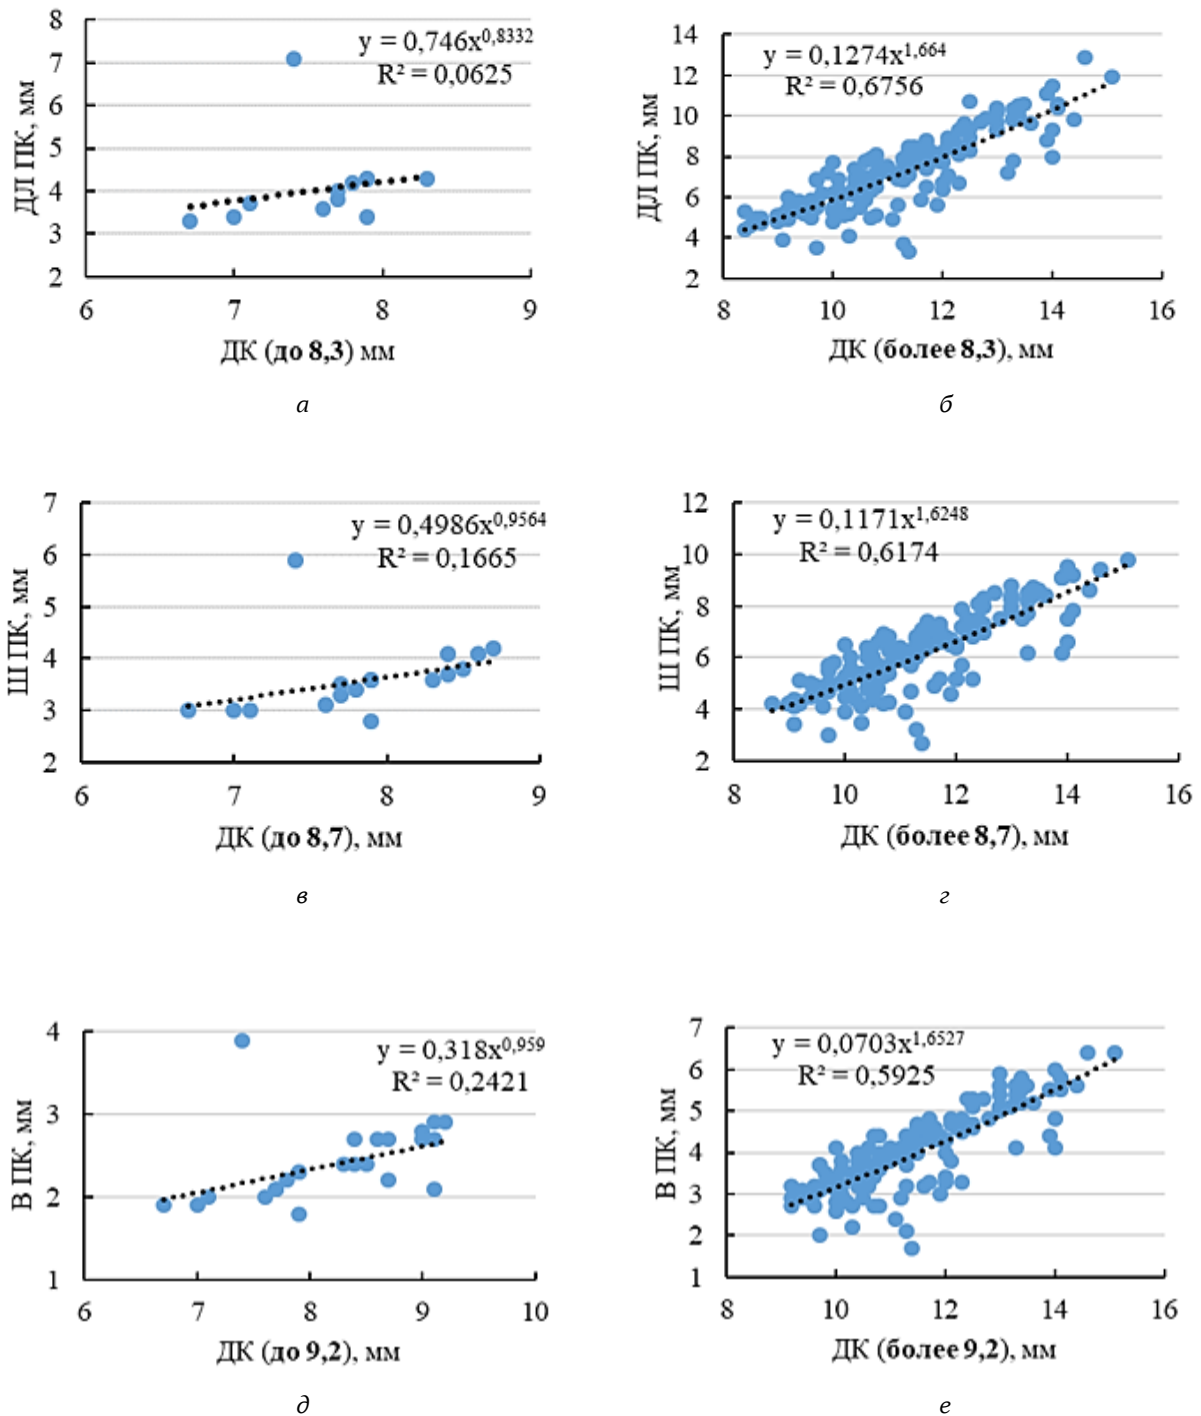 y = 0,746x^0,8332
R² = 0,0625
ДЛ ПК, мм
8
7
6
5
4
3
2
6 7 8 9
ДК (до 8,3) мм
а
y = 0,1274x^1,664
R² = 0,6756
ДЛ ПК, мм
14
12
10
8
6
4
2
8 10 12 14 16
ДК (более 8,3), мм
б
y = 0,4986x^0,9564
R² = 0,1665
Ш ПК, мм
7
6
5
4
3
2
6 7 8 9
ДК (до 8,7), мм
в
y = 0,1171x^1,6248
R² = 0,6174
Ш ПК, мм
12
10
8
6
4
2
8 10 12 14 16
ДК (более 8,7), мм
г
y = 0,318x^0,959
R² = 0,2421
В ПК, мм
4
3
2
1
6 7 8 9 10
ДК (до 9,2), мм
д
y = 0,0703x^1,6527
R² = 0,5925
В ПК, мм
7
6
5
4
3
2
1
8 10 12 14 16
ДК (более 9,2), мм
е